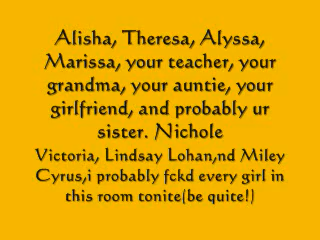 Alisha, Theresa, Alyssa,
Marissa, your teacher, your
grandma, your auntie, your
girlfriend, and probably ur
sister. Nichole
Victoria, Lindsay Lohan,nd Miley
Cyrus,i probably fckd every girl in
this room tonite(be quite!)